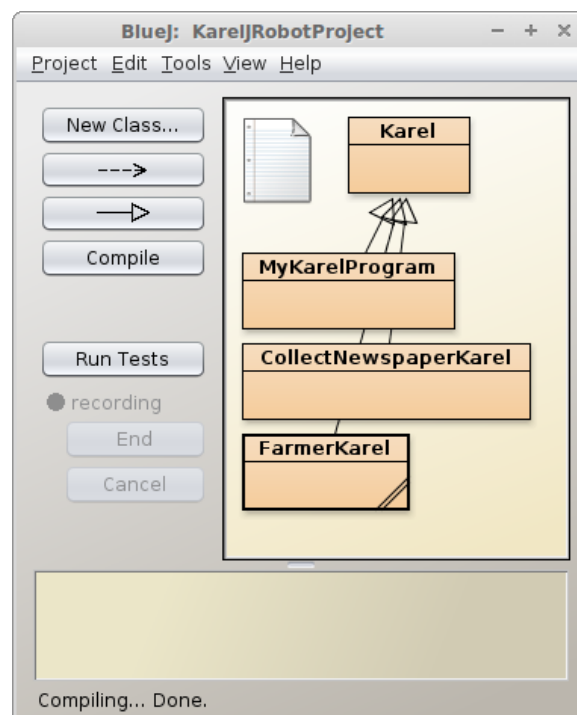 BlueJ: KarelJRobotProject
Project Edit Tools View Help
New Class...
Compile
Run Tests
recording
End
Cancel
Karel
MyKarelProgram
CollectNewspaperKarel
FarmerKarel
Compiling... Done.